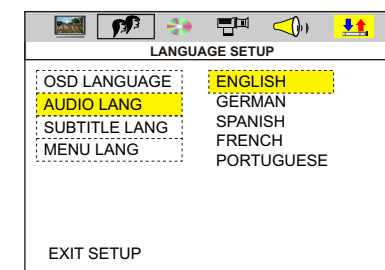 LANGUAGE SETUP
OSD LANGUAGE
AUDIO LANG
SUBTITLE LANG
MENU LANG
ENGLISH
GERMAN
SPANISH
FRENCH
PORTUGUESE
EXIT SETUP